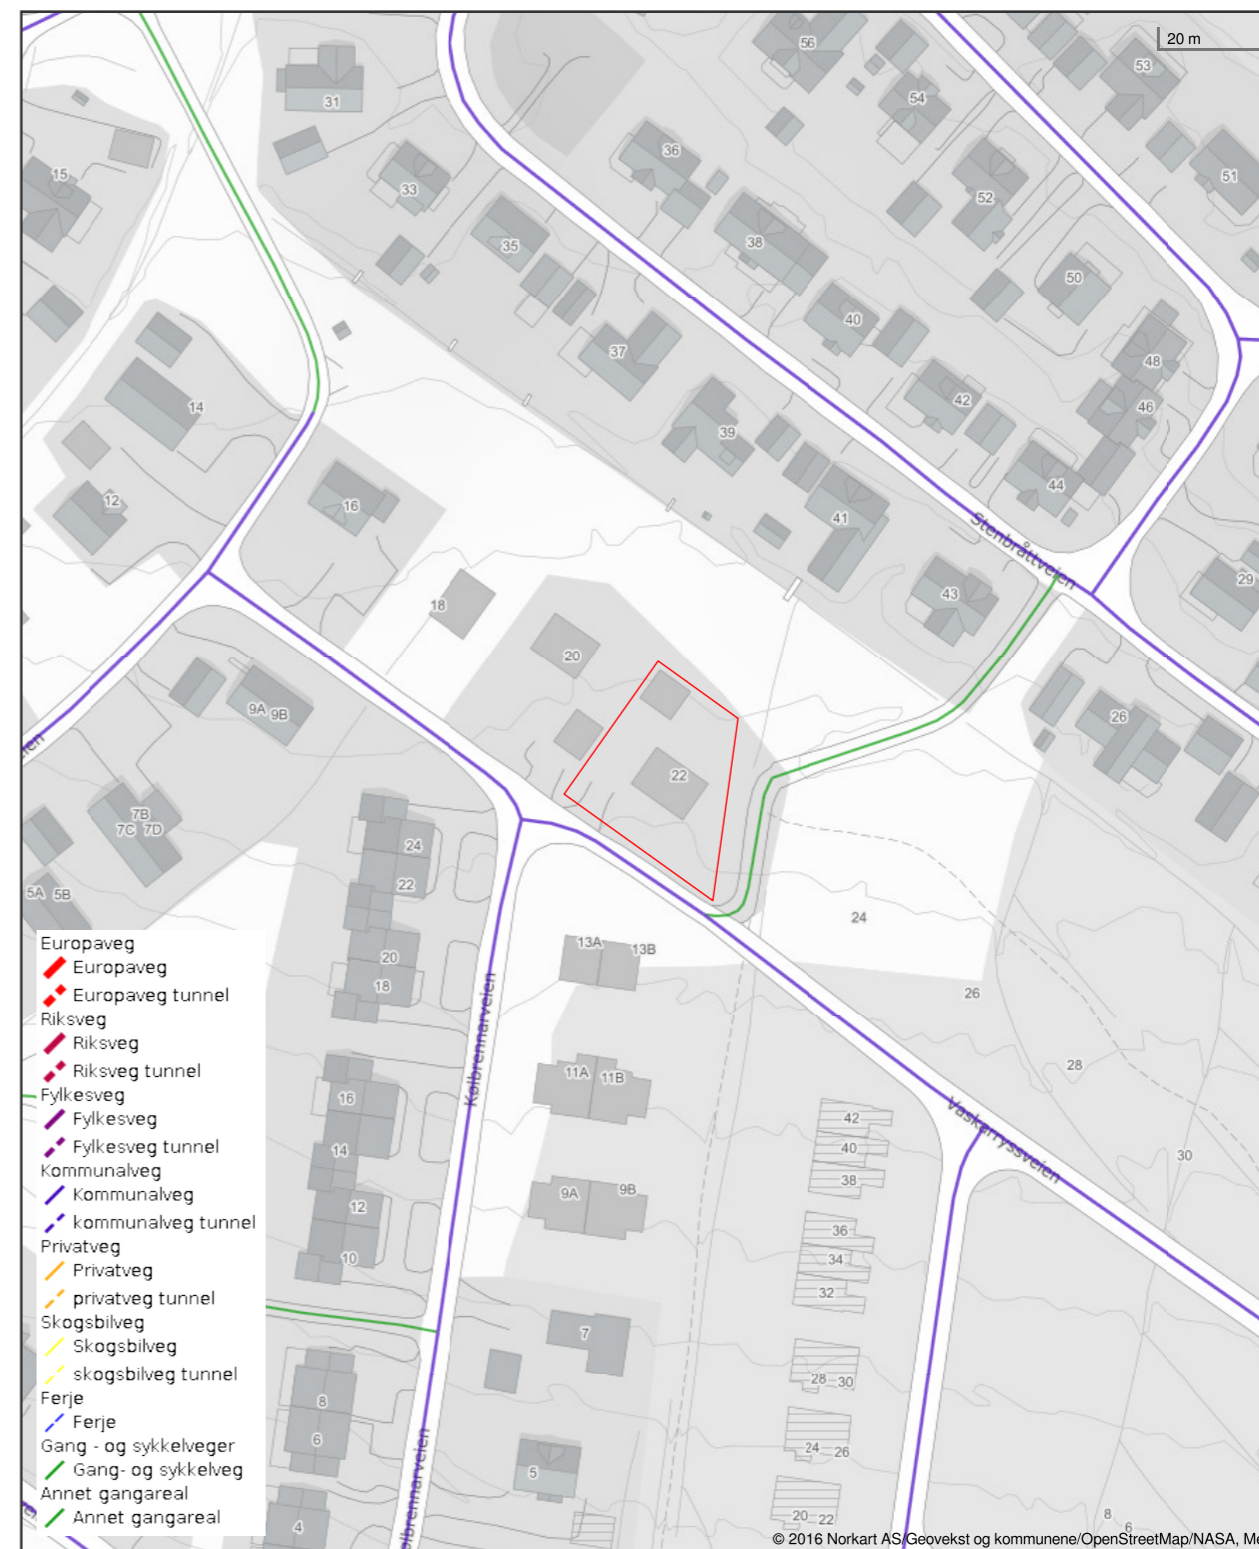 20 m
56
53
54
31
36
51
15
33
52
35
38
50
40
37
48
14
42
46
39
44
16
12
41
Stenbråttveien
29
43
18
20
9A
9B
26
22
7B
7C 7D
24
22
5A 5B
24
13A
13B
20
18
26
Kølbrennarveien
28
11A
11B
16
42
Vaskerryssveien
14
40
30
9A
9B
38
12
36
10
34
32
7
28 30
8
6
24 26
5
20 22
8
6
4
Europaveg
Europaveg
Europaveg tunnel
Riksveg
Riksveg
Riksveg tunnel
Fylkesveg
Fylkesveg
Fylkesveg tunnel
Kommunalveg
Kommunalveg
kommunalveg tunnel
Privatveg
Privatveg
privatveg tunnel
Skogsbilveg
Skogsbilveg
skogsbilveg tunnel
Ferje
Ferje
Gang - og sykkelveger
Gang- og sykkelveg
Annet gangareal
Annet gangareal
© 2016 Norkart AS/Geovekst og kommunene/OpenStreetMap/NASA, Me